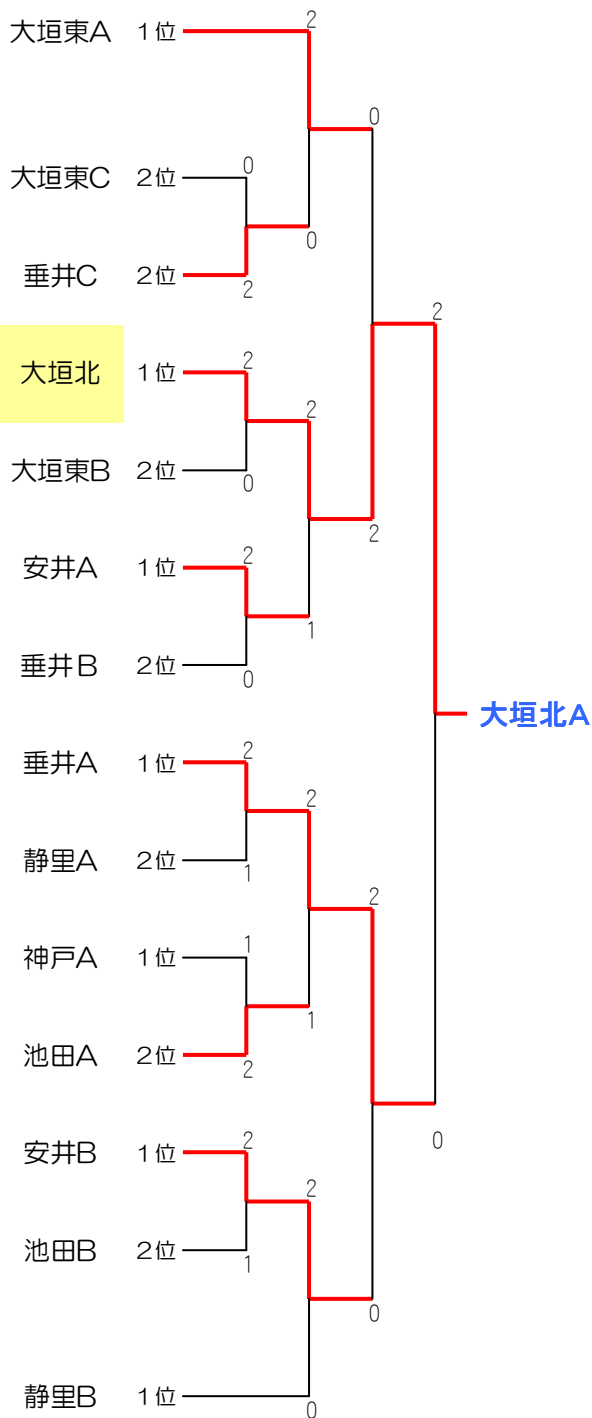 大垣東A 1位 2
0
大垣東C 2位 0
0
垂井C 2位 2
2
大垣北 1位 2
2
大垣東B 2位 0
2
安井A 1位 2
1
垂井B 2位 0
大垣北A
垂井A 1位 2
2
静里A 2位 1
2
神戸A 1位 1
1
池田A 2位 2
0
安井B 1位 2
2
池田B 2位 1
0
静里B 1位 0